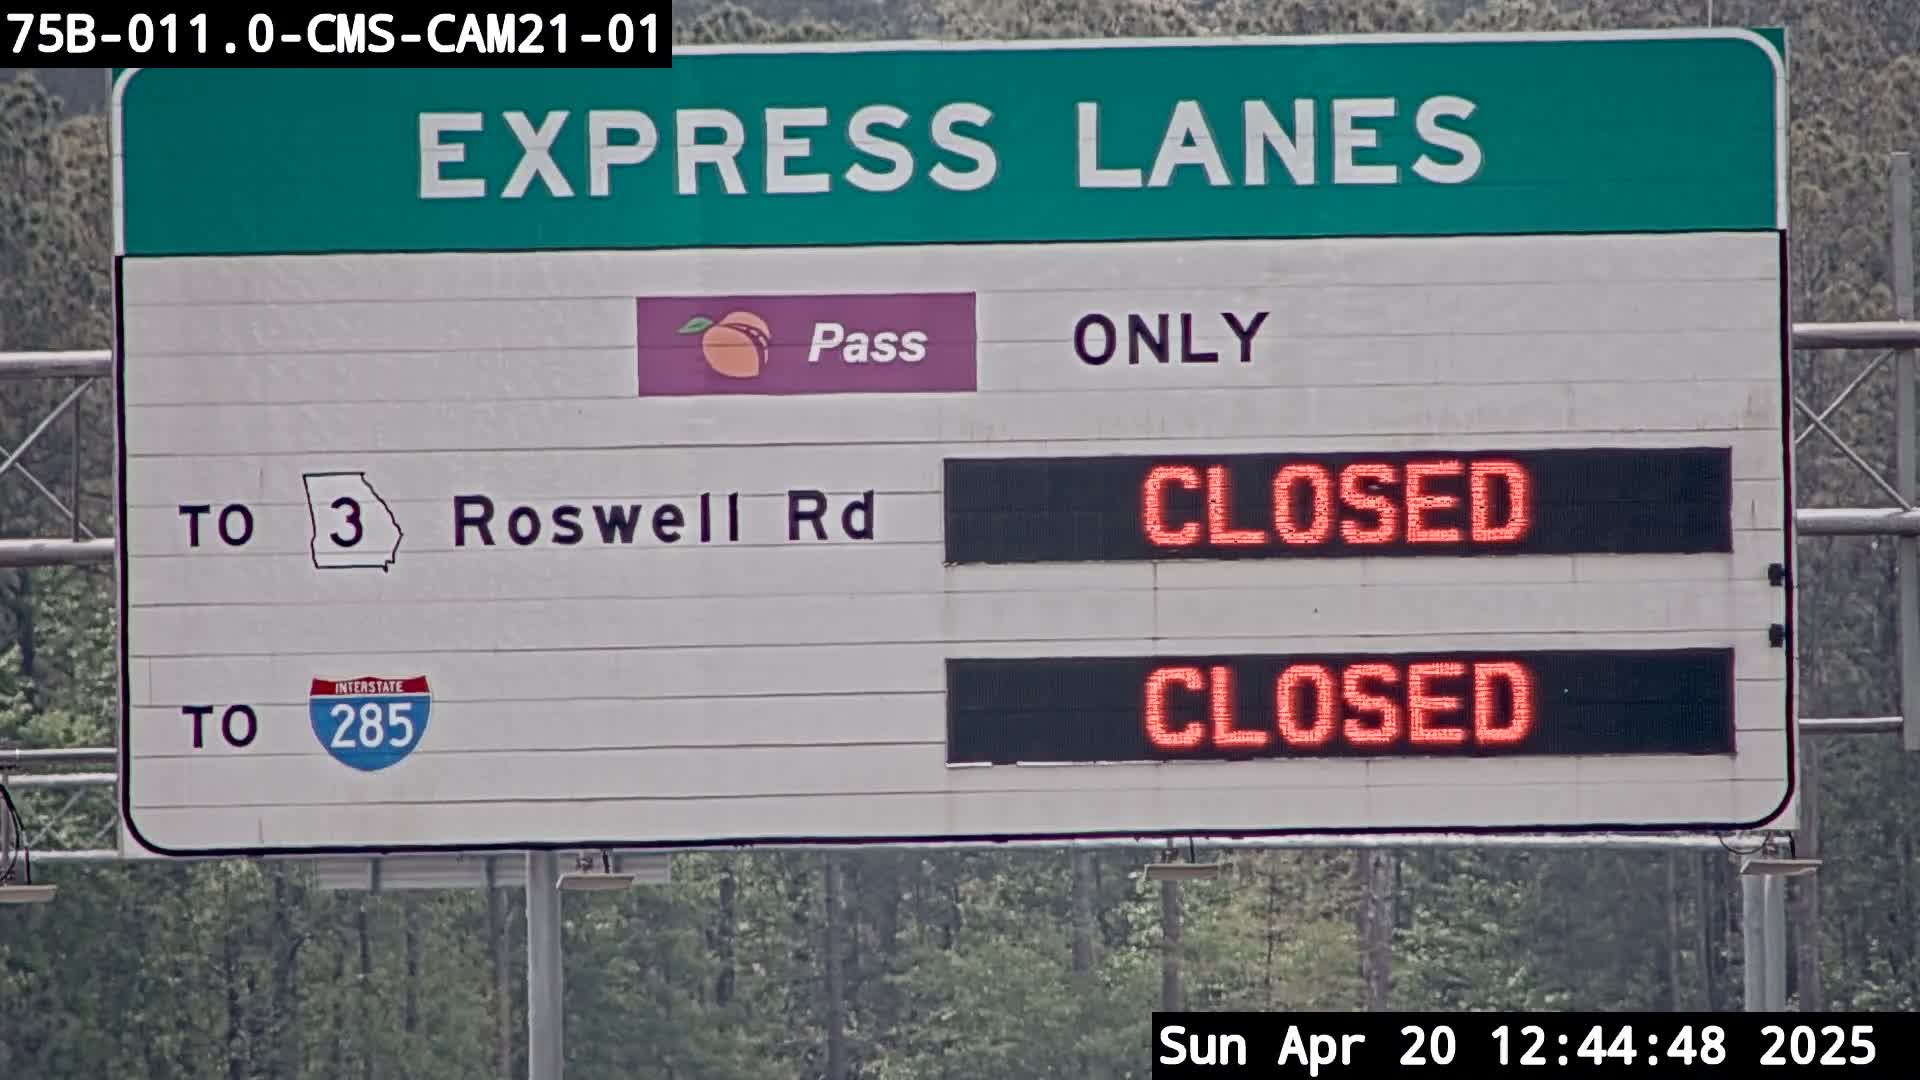 75B-011.0-CMS-CAM21-01
EXPRESS LANES
Pass ONLY
TO 3 Roswell Rd CLOSED
TO INTERSTATE 285 CLOSED
Sun Apr 20 12:44:48 2025